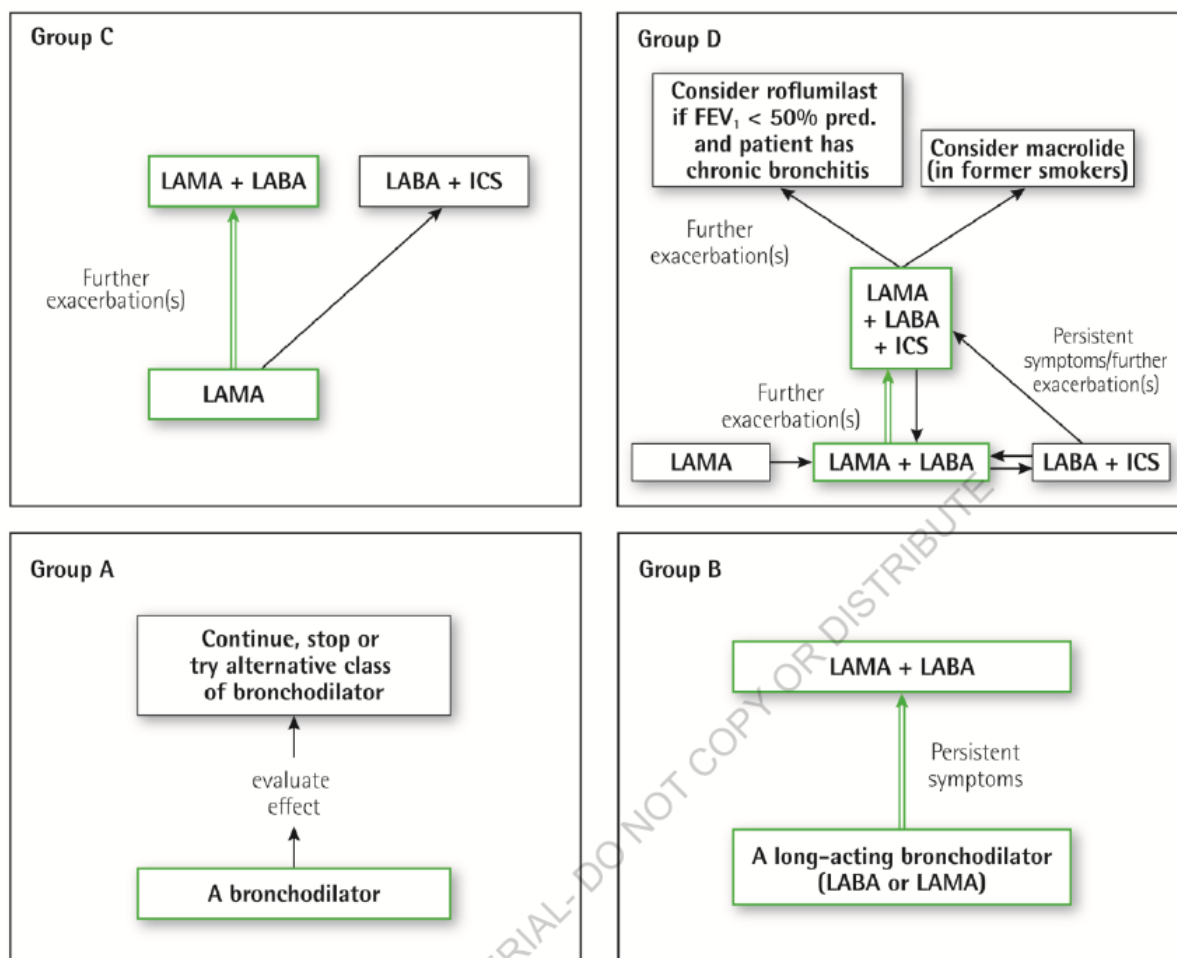 Group C
LAMA + LABA
LABA + ICS
Further
exacerbation(s)
LAMA
Group D
Consider roflumilast
if FEV₁ < 50% pred.
and patient has
chronic bronchitis
Consider macrolide
(in former smokers)
Further
exacerbation(s)
LAMA
+ LABA
+ ICS
Persistent
symptoms/further
exacerbation(s)
Further
exacerbation(s)
LAMA
LAMA + LABA
LABA + ICS
Group A
Continue, stop or
try alternative class
of bronchodilator
evaluate
effect
A bronchodilator
Group B
LAMA + LABA
Persistent
symptoms
A long-acting bronchodilator
(LABA or LAMA)
DO NOT COPY OR DISTRIBUTE